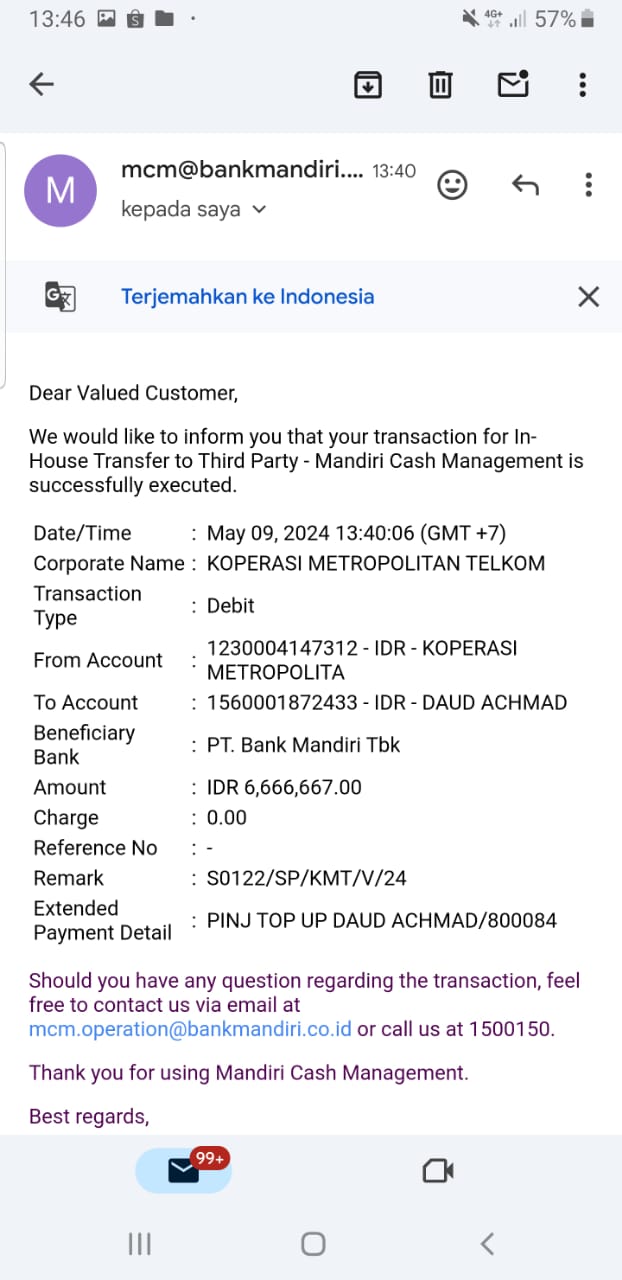 13:46
4G+ 57%
M
mcm@bankmandiri.... 13:40
kepada saya
Terjemahkan ke Indonesia
Dear Valued Customer,
We would like to inform you that your transaction for In-
House Transfer to Third Party - Mandiri Cash Management is
successfully executed.
Date/Time : May 09, 2024 13:40:06 (GMT +7)
Corporate Name : KOPERASI METROPOLITAN TELKOM
Transaction
Type : Debit
From Account : 1230004147312 - IDR - KOPERASI
METROPOLITA
To Account : 1560001872433 - IDR - DAUD ACHMAD
Beneficiary
Bank : PT. Bank Mandiri Tbk
Amount : IDR 6,666,667.00
Charge : 0.00
Reference No : -
Remark : S0122/SP/KMT/V/24
Extended
Payment Detail : PINJ TOP UP DAUD ACHMAD/800084
Should you have any question regarding the transaction, feel
free to contact us via email at
mcm.operation@bankmandiri.co.id or call us at 1500150.
Thank you for using Mandiri Cash Management.
Best regards,
99+